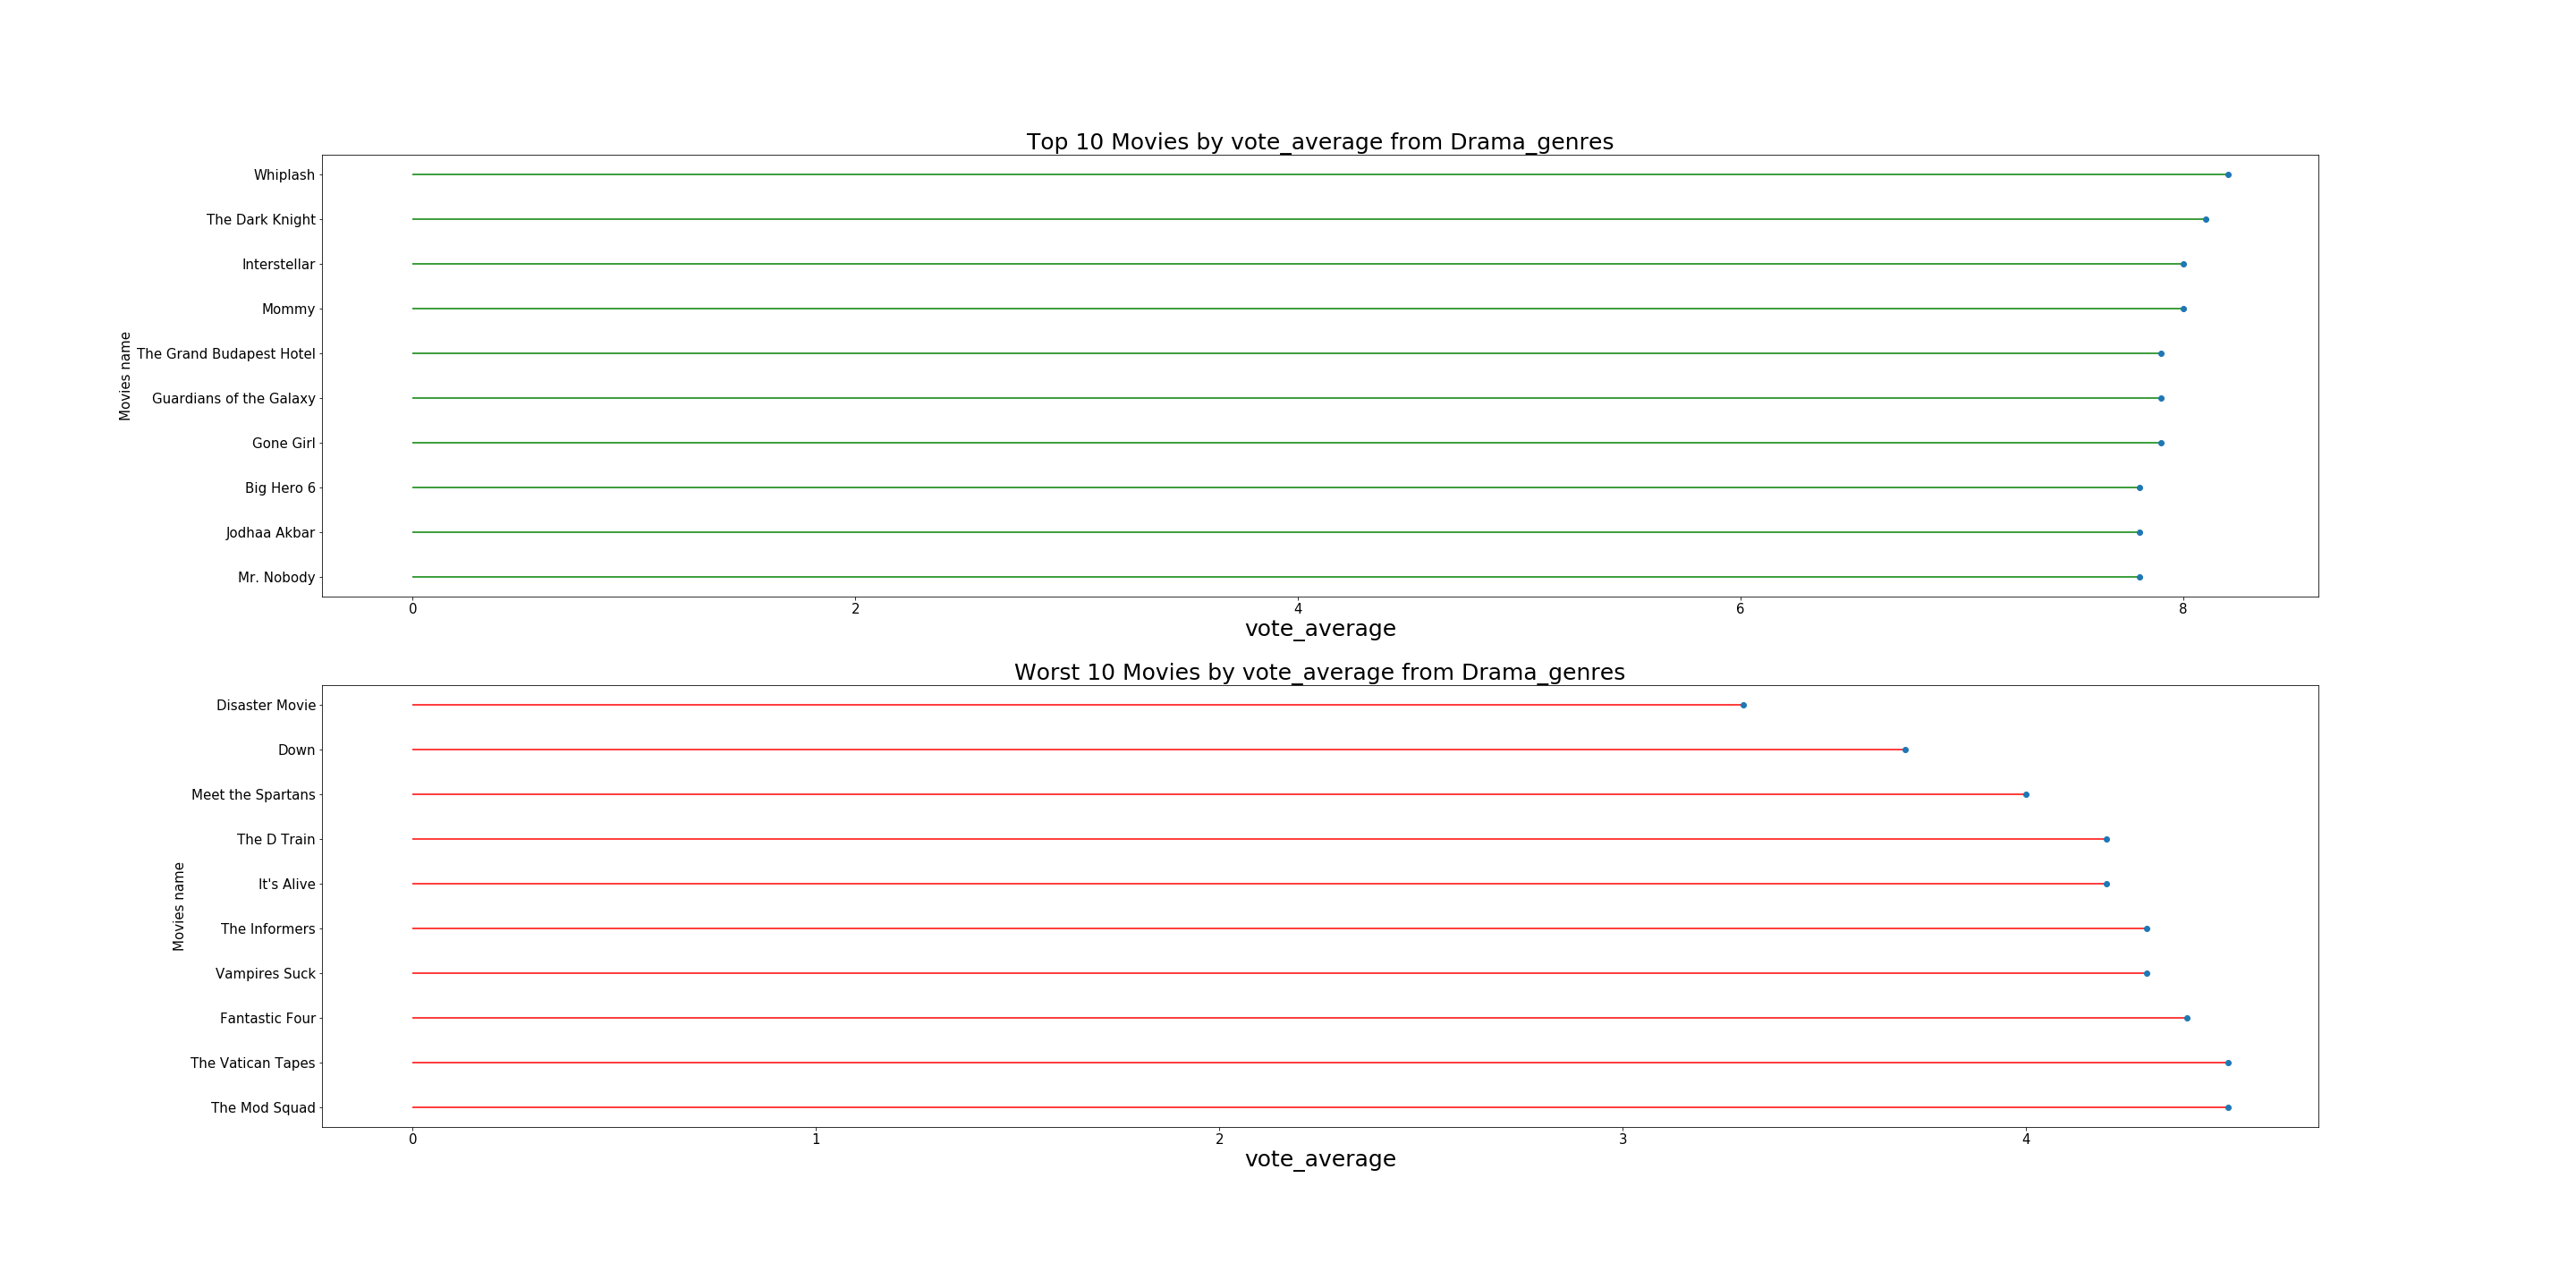 Top 10 Movies by vote_average from Drama_genres
Movies name
Whiplash
The Dark Knight
Interstellar
Mommy
The Grand Budapest Hotel
Guardians of the Galaxy
Gone Girl
Big Hero 6
Jodhaa Akbar
Mr. Nobody
0 2 4 6 8
vote_average
Worst 10 Movies by vote_average from Drama_genres
Movies name
Disaster Movie
Down
Meet the Spartans
The D Train
It's Alive
The Informers
Vampires Suck
Fantastic Four
The Vatican Tapes
The Mod Squad
0 1 2 3 4
vote_average